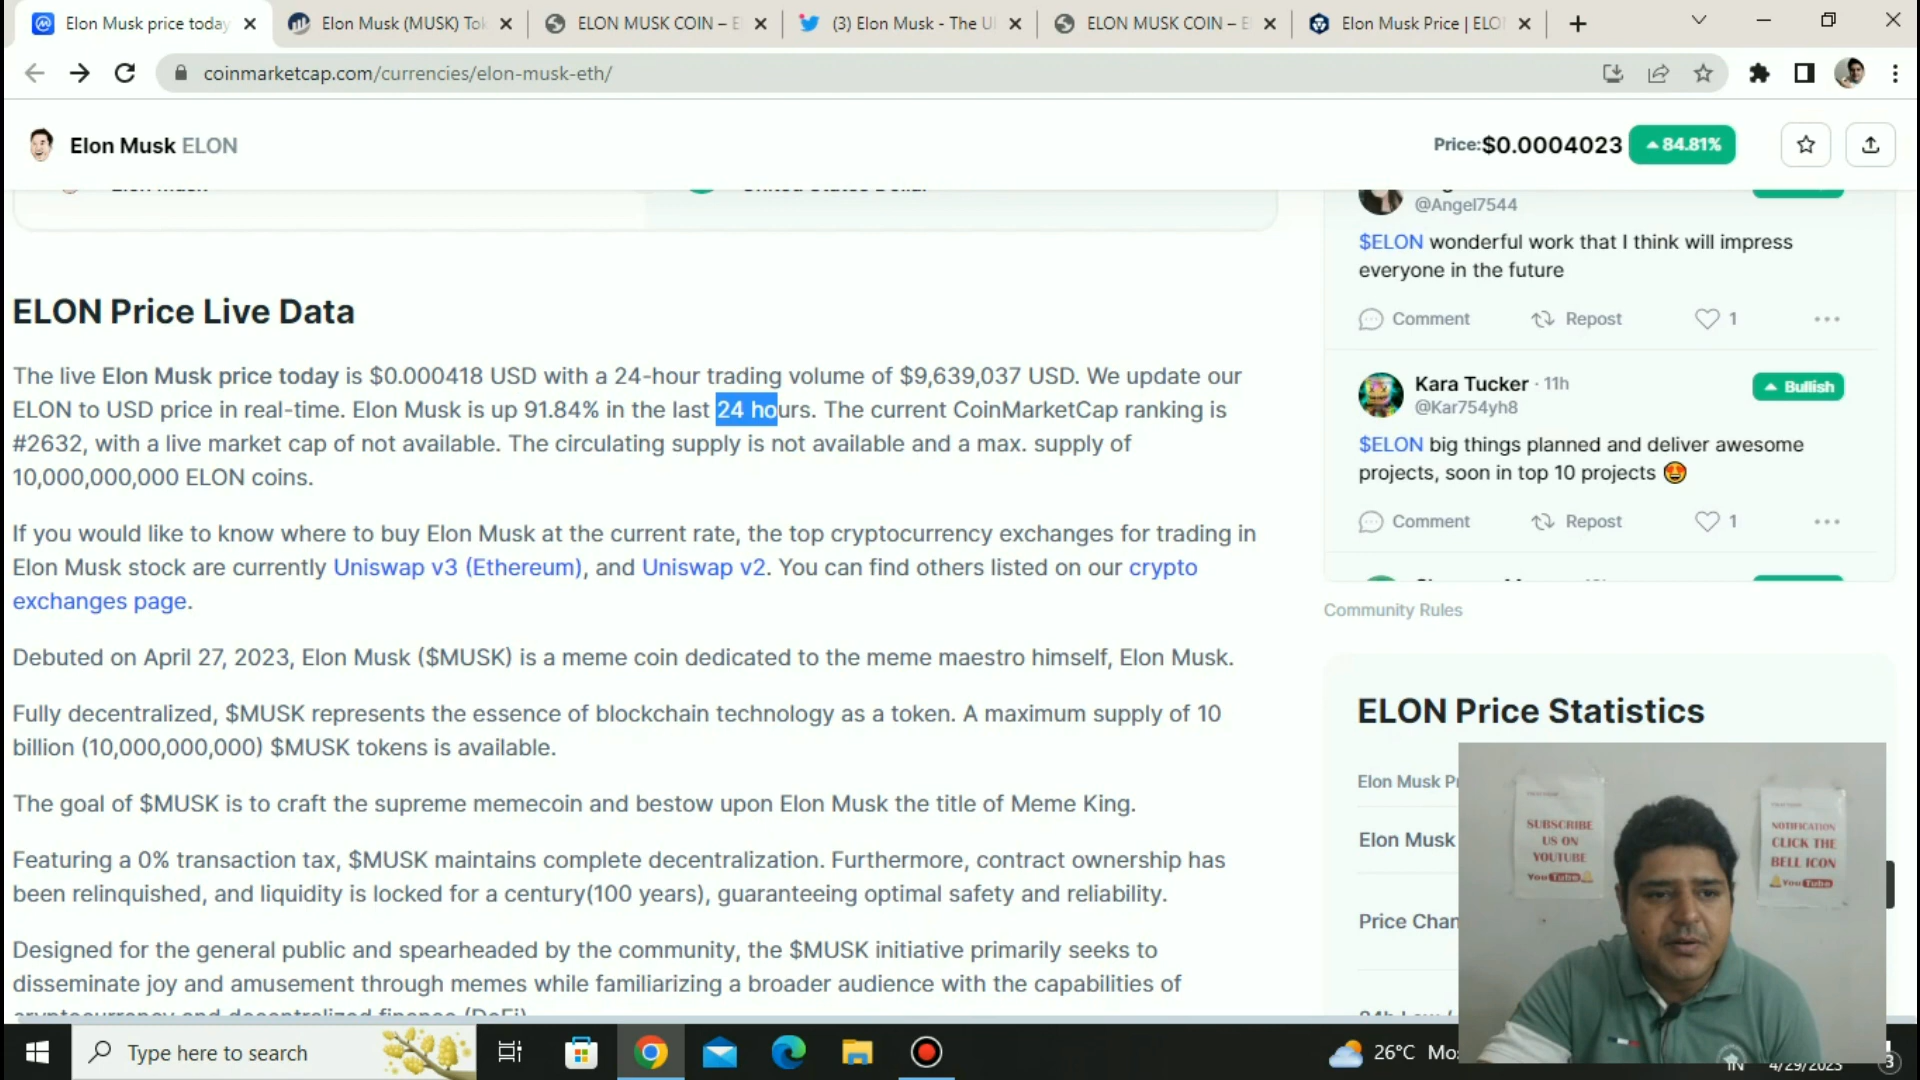 Elon Musk price today
Elon Musk (MUSK) Tok
ELON MUSK COIN – E
(3) Elon Musk - The Ul
ELON MUSK COIN – E
Elon Musk Price | ELO
coinmarketcap.com/currencies/elon-musk-eth/
Elon Musk ELON
Price:$0.0004023
84.81%
@Angel7544
$ELON wonderful work that I think will impress
everyone in the future
Comment
Repost
1
Kara Tucker · 11h
Bullish
@Kar754yh8
$ELON big things planned and deliver awesome
projects, soon in top 10 projects 🤩
Comment
Repost
1
Community Rules
ELON Price Live Data
The live Elon Musk price today is $0.000418 USD with a 24-hour trading volume of $9,639,037 USD. We update our
ELON to USD price in real-time. Elon Musk is up 91.84% in the last 24 hours. The current CoinMarketCap ranking is
#2632, with a live market cap of not available. The circulating supply is not available and a max. supply of
10,000,000,000 ELON coins.
If you would like to know where to buy Elon Musk at the current rate, the top cryptocurrency exchanges for trading in
Elon Musk stock are currently Uniswap v3 (Ethereum), and Uniswap v2. You can find others listed on our crypto
exchanges page.
Debuted on April 27, 2023, Elon Musk ($MUSK) is a meme coin dedicated to the meme maestro himself, Elon Musk.
Fully decentralized, $MUSK represents the essence of blockchain technology as a token. A maximum supply of 10
billion (10,000,000,000) $MUSK tokens is available.
The goal of $MUSK is to craft the supreme memecoin and bestow upon Elon Musk the title of Meme King.
Featuring a 0% transaction tax, $MUSK maintains complete decentralization. Furthermore, contract ownership has
been relinquished, and liquidity is locked for a century(100 years), guaranteeing optimal safety and reliability.
Designed for the general public and spearheaded by the community, the $MUSK initiative primarily seeks to
disseminate joy and amusement through memes while familiarizing a broader audience with the capabilities of
cryptocurrency and decentralized finance (DeFi)
ELON Price Statistics
Elon Musk P
Elon Musk
Price Chan
SUBSCRIBE
US ON
YOUTUBE
YouTube
NOTIFICATION
CLICK THE
BELL ICON
YouTube
Type here to search
26°C Mo
IN
4/29/2023
3